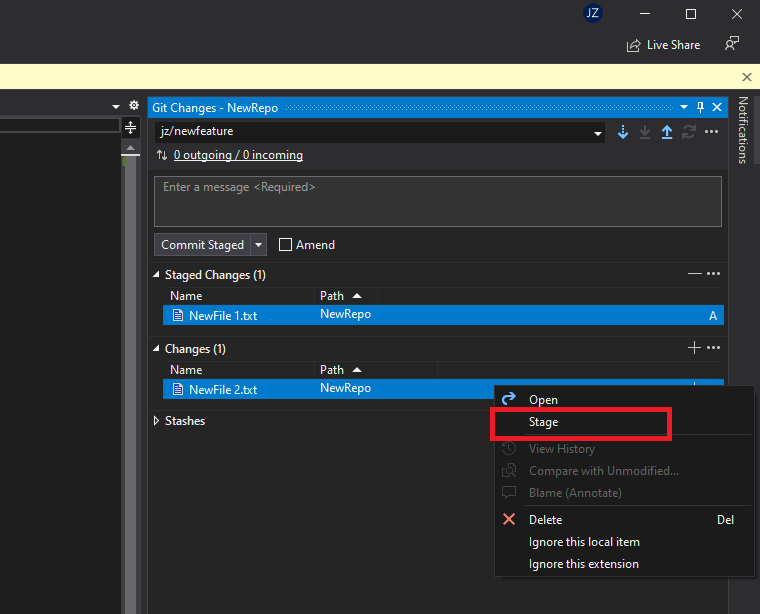 JZ
Live Share
Git Changes - NewRepo
Notifications
jz/newfeature
0 outgoing / 0 incoming
Enter a message <Required>
Commit Staged
Amend
Staged Changes (1)
Name Path
NewFile 1.txt NewRepo A
Changes (1)
Name Path
NewFile 2.txt NewRepo
Stashes
Open
Stage
View History
Compare with Unmodified...
Blame (Annotate)
Delete Del
Ignore this local item
Ignore this extension